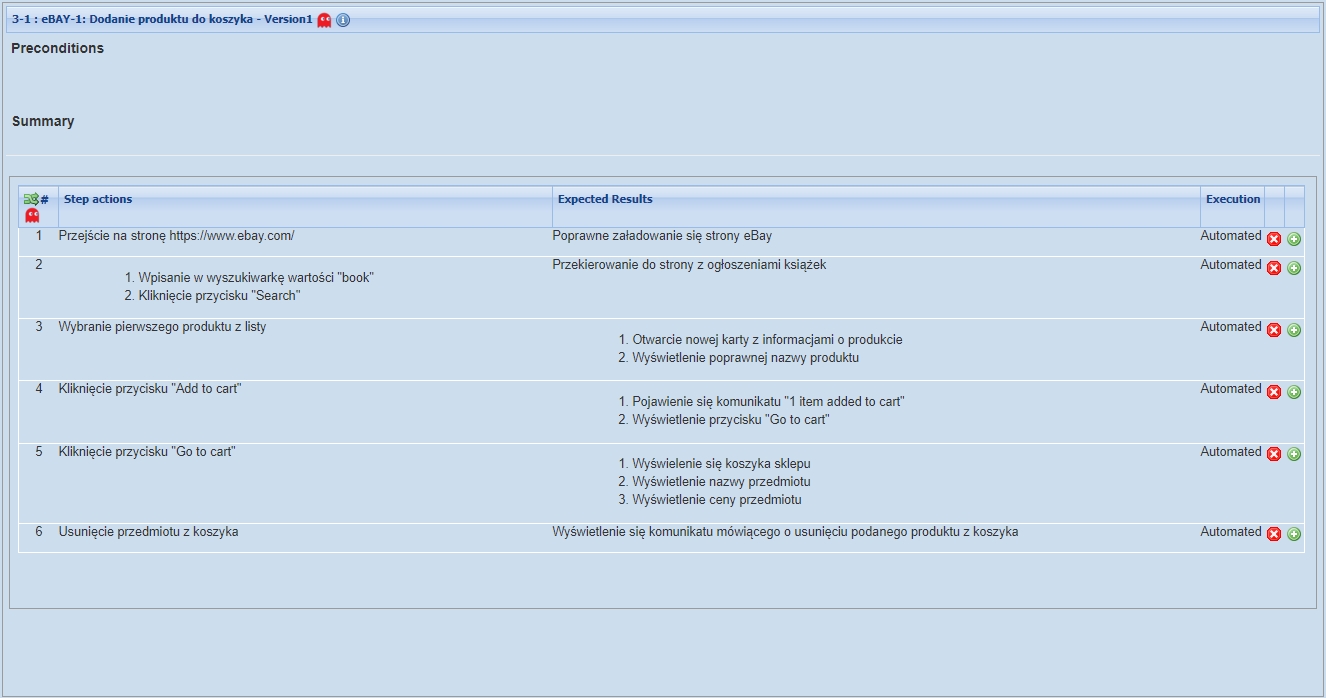 3-1 : eBAY-1: Dodanie produktu do koszyka - Version1
Preconditions
Summary
# Step actions Expected Results Execution
1 Przejście na stronę https://www.ebay.com/ Poprawne załadowanie się strony eBay Automated
2 Przekierowanie do strony z ogłoszeniami książek Automated
1. Wpisanie w wyszukiwarkę wartości "book"
2. Kliknięcie przycisku "Search"
3 Wybranie pierwszego produktu z listy Automated
1. Otwarcie nowej karty z informacjami o produkcie
2. Wyświetlenie poprawnej nazwy produktu
4 Kliknięcie przycisku "Add to cart" Automated
1. Pojawienie się komunikatu "1 item added to cart"
2. Wyświetlenie przycisku "Go to cart"
5 Kliknięcie przycisku "Go to cart" Automated
1. Wyświelenie się koszyka sklepu
2. Wyświetlenie nazwy przedmiotu
3. Wyświetlenie ceny przedmiotu
6 Usunięcie przedmiotu z koszyka Wyświetlenie się komunikatu mówiącego o usunięciu podanego produktu z koszyka Automated